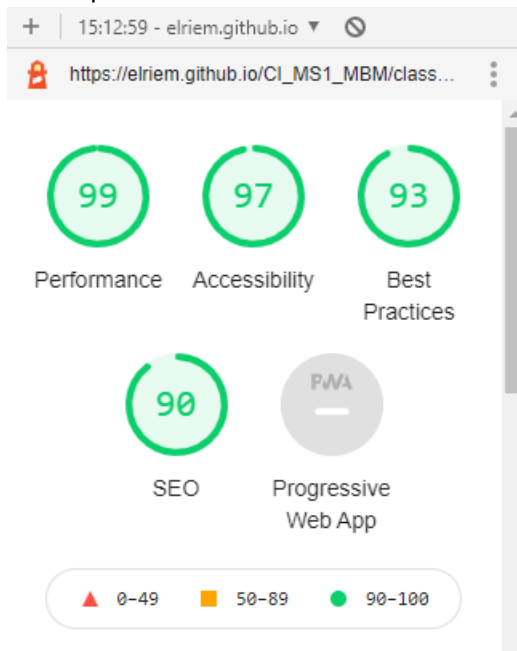 + 15:12:59 - elriem.github.io ▼
https://elriem.github.io/CI_MS1_MBM/class...
99 97 93
Performance Accessibility Best
Practices
90 PWA
SEO Progressive
Web App
0-49 50-89 90-100